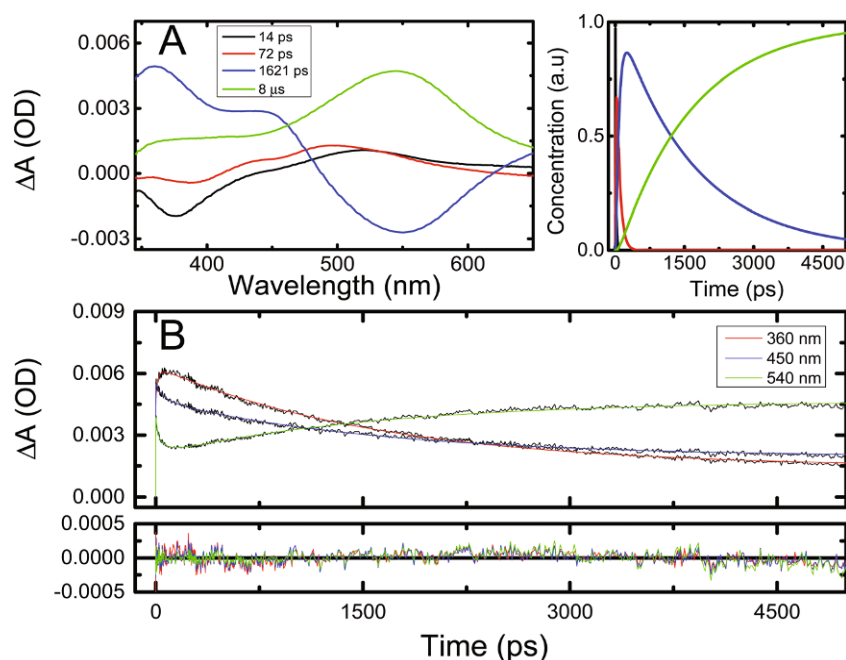 A
14 ps
72 ps
1621 ps
8 μs
0.006
0.003
0.000
-0.003
ΔA (OD)
400
500
600
Wavelength (nm)
1.0
0.5
0.0
Concentration (a.u)
0
1500
3000
4500
Time (ps)
B
360 nm
450 nm
540 nm
0.009
0.006
0.003
0.000
ΔA (OD)
0.0005
0.0000
-0.0005
0
1500
3000
4500
Time (ps)